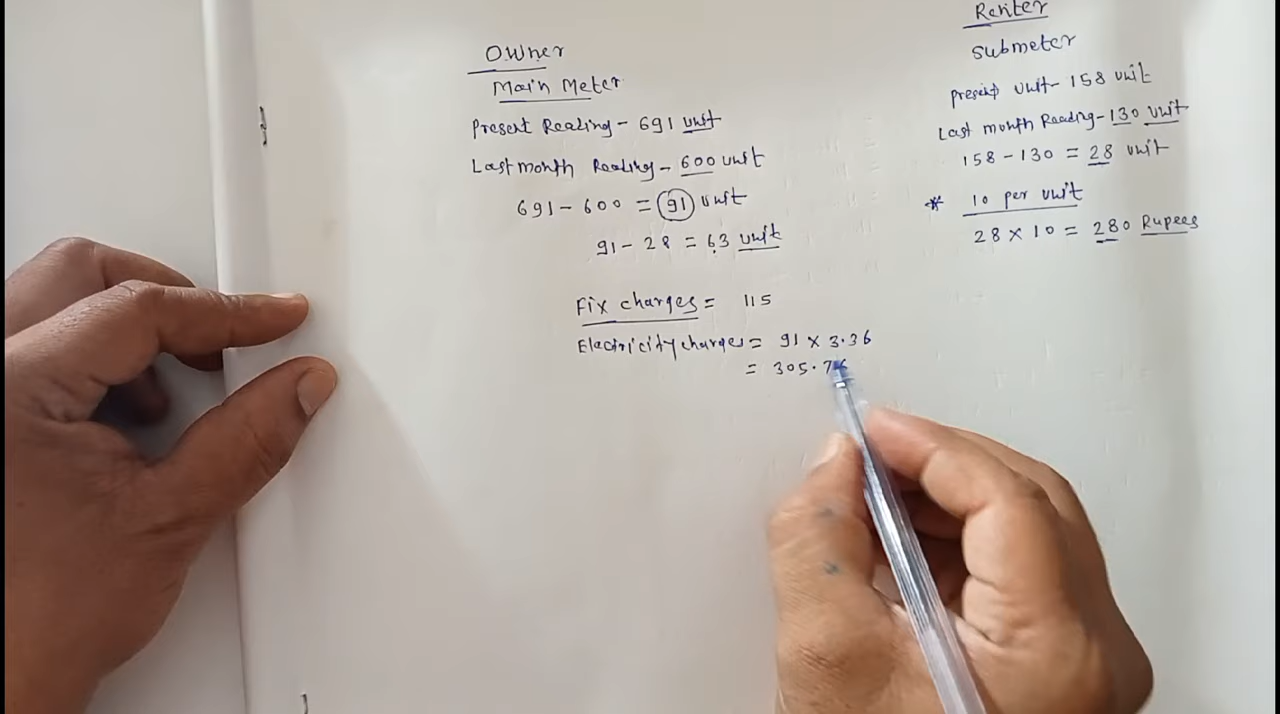 Owner
Main Meter
Present Reading - 691 unit
Last month Reading - 600 unit
691 - 600 = 91 unit
91 - 28 = 63 unit
Fix charges = 115
Electricity charges = 91 × 3.36
= 305.76
Renter
Submeter
present unit - 158 unit
Last month Reading - 130 unit
158 - 130 = 28 unit
* 10 per unit
28 × 10 = 280 Rupees